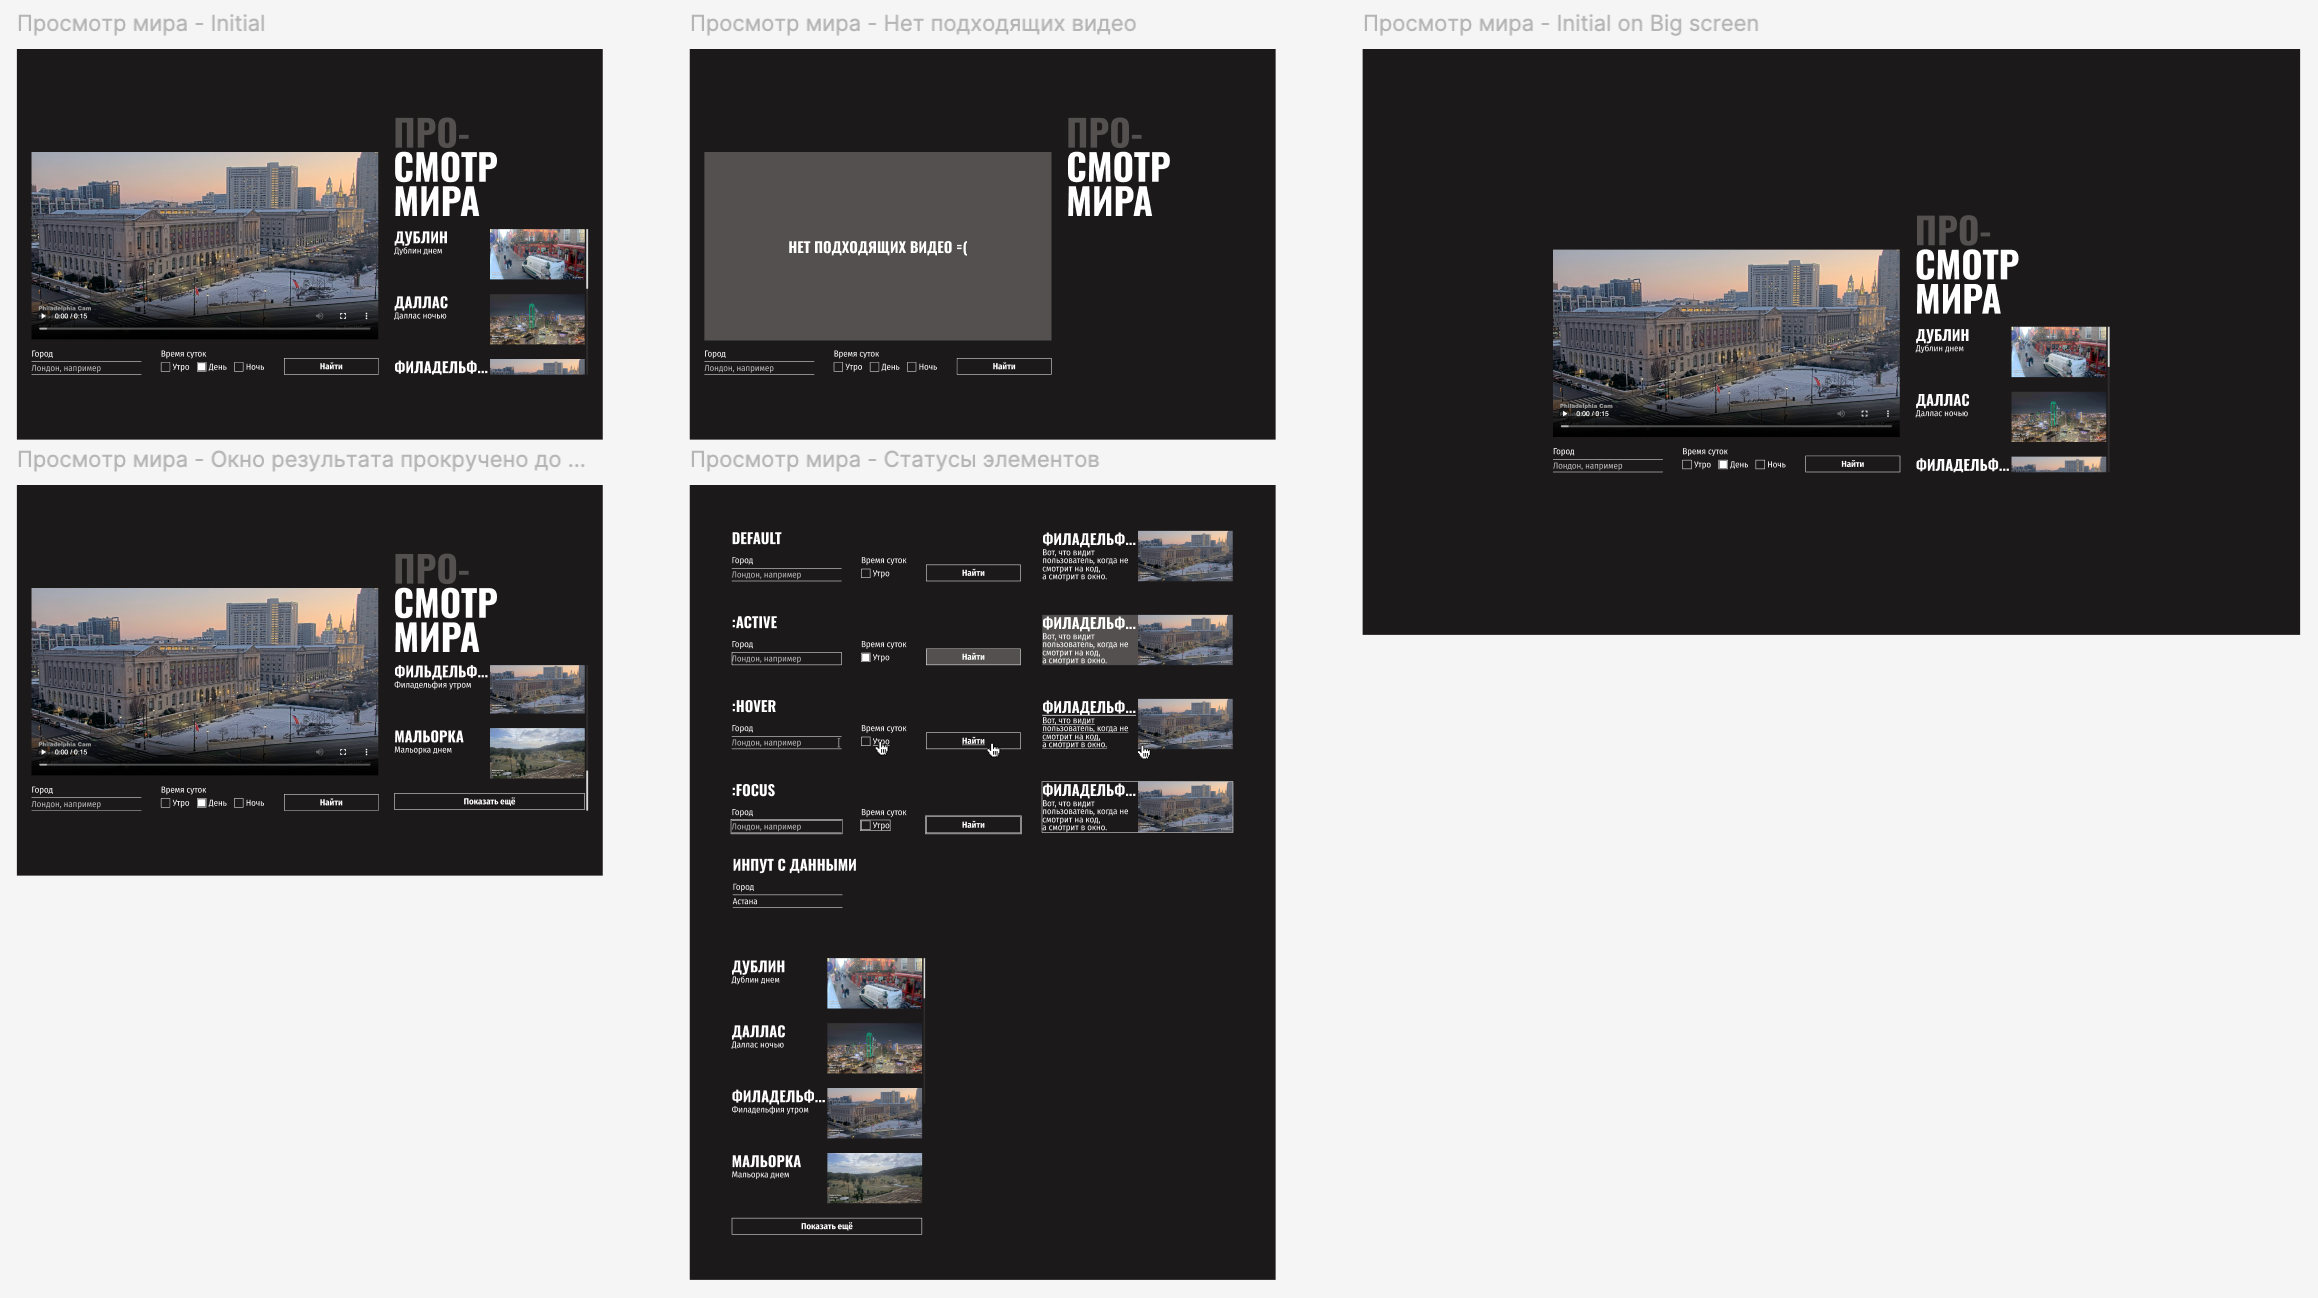 Просмотр мира - Initial
ПРО-
СМОТР
МИРА
ДУБЛИН
Дублин днем
ДАЛЛАС
Даллас ночью
ФИЛАДЕЛЬФ...
Philadelphia Cam
0:00 / 0:15
Город
Лондон, например
Время суток
Утро День Ночь
Найти
Просмотр мира - Нет подходящих видео
ПРО-
СМОТР
МИРА
НЕТ ПОДХОДЯЩИХ ВИДЕО =(
Город
Лондон, например
Время суток
Утро День Ночь
Найти
Просмотр мира - Initial on Big screen
ПРО-
СМОТР
МИРА
ДУБЛИН
Дублин днем
ДАЛЛАС
Даллас ночью
ФИЛАДЕЛЬФ...
Philadelphia Cam
0:00 / 0:15
Город
Лондон, например
Время суток
Утро День Ночь
Найти
Просмотр мира - Окно результата прокручено до ...
ПРО-
СМОТР
МИРА
ФИЛЬДЕЛЬФ...
Филадельфия утром
МАЛЬОРКА
Мальорка днем
Показать ещё
Philadelphia Cam
0:00 / 0:15
Город
Лондон, например
Время суток
Утро День Ночь
Найти
Просмотр мира - Статусы элементов
DEFAULT
Город
Лондон, например
Время суток
Утро
Найти
ФИЛАДЕЛЬФ...
Вот, что видит
пользователь, когда не
смотрит на код,
а смотрит в окно.
:ACTIVE
Город
Лондон, например
Время суток
Утро
Найти
ФИЛАДЕЛЬФ...
Вот, что видит
пользователь, когда не
смотрит на код,
а смотрит в окно.
:HOVER
Город
Лондон, например
Время суток
Утро
Найти
ФИЛАДЕЛЬФ...
Вот, что видит
пользователь, когда не
смотрит на код,
а смотрит в окно.
:FOCUS
Город
Лондон, например
Время суток
Утро
Найти
ФИЛАДЕЛЬФ...
Вот, что видит
пользователь, когда не
смотрит на код,
а смотрит в окно.
ИНПУТ С ДАННЫМИ
Город
Астана
ДУБЛИН
Дублин днем
ДАЛЛАС
Даллас ночью
ФИЛАДЕЛЬФ...
Филадельфия утром
МАЛЬОРКА
Мальорка днем
Показать ещё